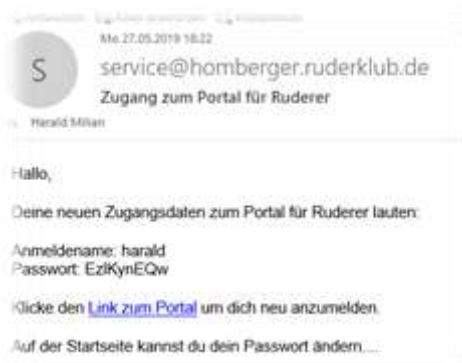 Mo 27.05.2019 18:22
S
service@homberger.ruderklub.de
Zugang zum Portal für Ruderer
Harald Milian
Hallo,
Deine neuen Zugangsdaten zum Portal für Ruderer lauten:
Anmeldename: harald
Passwort: EzlKynEQw
Klicke den Link zum Portal um dich neu anzumelden.
Auf der Startseite kannst du dein Passwort ändern....